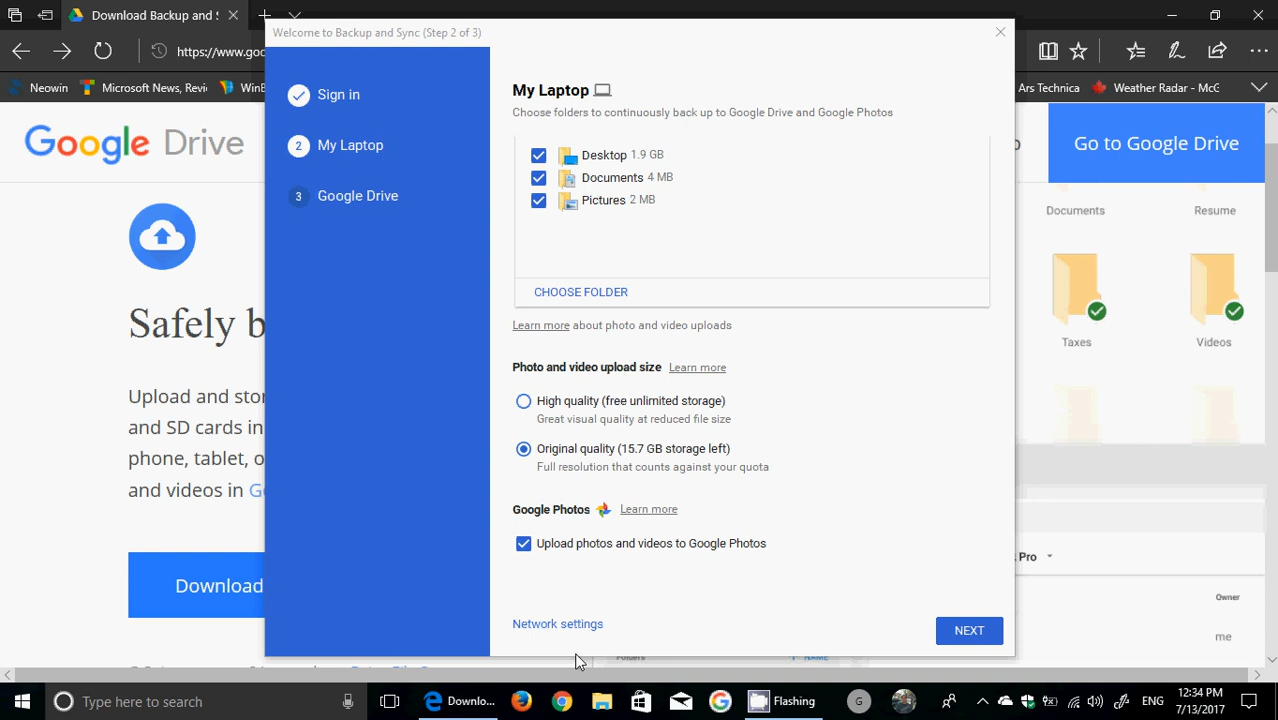 Download Backup and S
Welcome to Backup and Sync (Step 2 of 3)
https://www.goo
Neowin
Microsoft News, Revi
WinB
Ars Technica
Weather Radar - McG
Google Drive
Go to Google Drive
Sign in
2 My Laptop
3 Google Drive
My Laptop
Choose folders to continuously back up to Google Drive and Google Photos
Desktop 1.9 GB
Documents 4 MB
Pictures 2 MB
CHOOSE FOLDER
Learn more about photo and video uploads
Photo and video upload size Learn more
High quality (free unlimited storage)
Great visual quality at reduced file size
Original quality (15.7 GB storage left)
Full resolution that counts against your quota
Google Photos Learn more
Upload photos and videos to Google Photos
Network settings
NEXT
Safely b
Upload and stor
and SD cards in
phone, tablet, o
and videos in G
Download
Documents
Resume
Taxes
Videos
Pro
Owner
me
Folders
NAME
Type here to search
Downlo...
Flashing
G
ENG
12:34 PM
7/13/2017